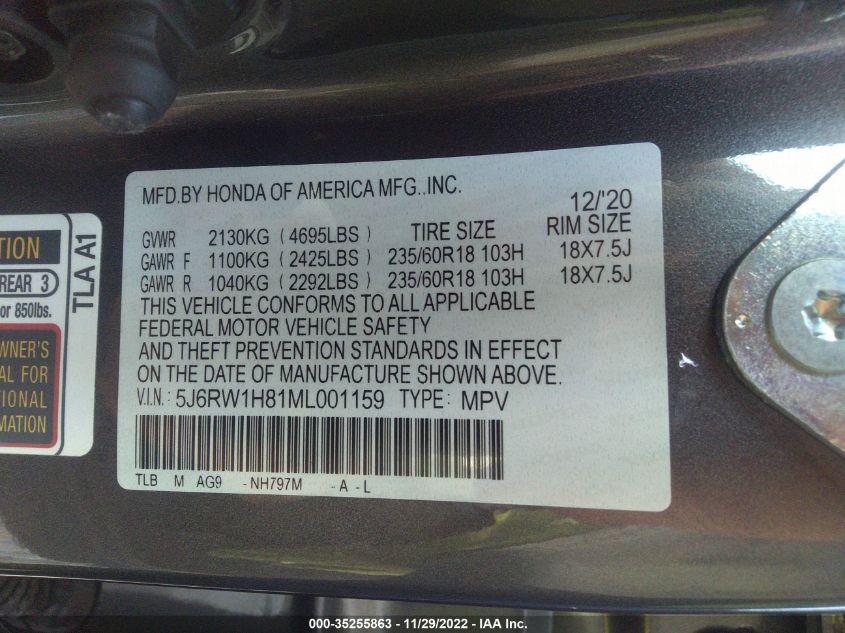 MFD.BY HONDA OF AMERICA MFG.,INC.
12/'20
GVWR 2130KG (4695LBS) TIRE SIZE RIM SIZE
GAWR F 1100KG (2425LBS) 235/60R18 103H 18X7.5J
GAWR R 1040KG (2292LBS) 235/60R18 103H 18X7.5J
THIS VEHICLE CONFORMS TO ALL APPLICABLE
FEDERAL MOTOR VEHICLE SAFETY
AND THEFT PREVENTION STANDARDS IN EFFECT
ON THE DATE OF MANUFACTURE SHOWN ABOVE.
V.I.N.: 5J6RW1H81ML001159 TYPE: MPV
TLB M AG9 -NH797M -A -L
TION
REAR 3
or 850lbs.
WNER'S
AL FOR
TIONAL
MATION
TLA A1
000-35255863 - 11/29/2022 - IAA Inc.